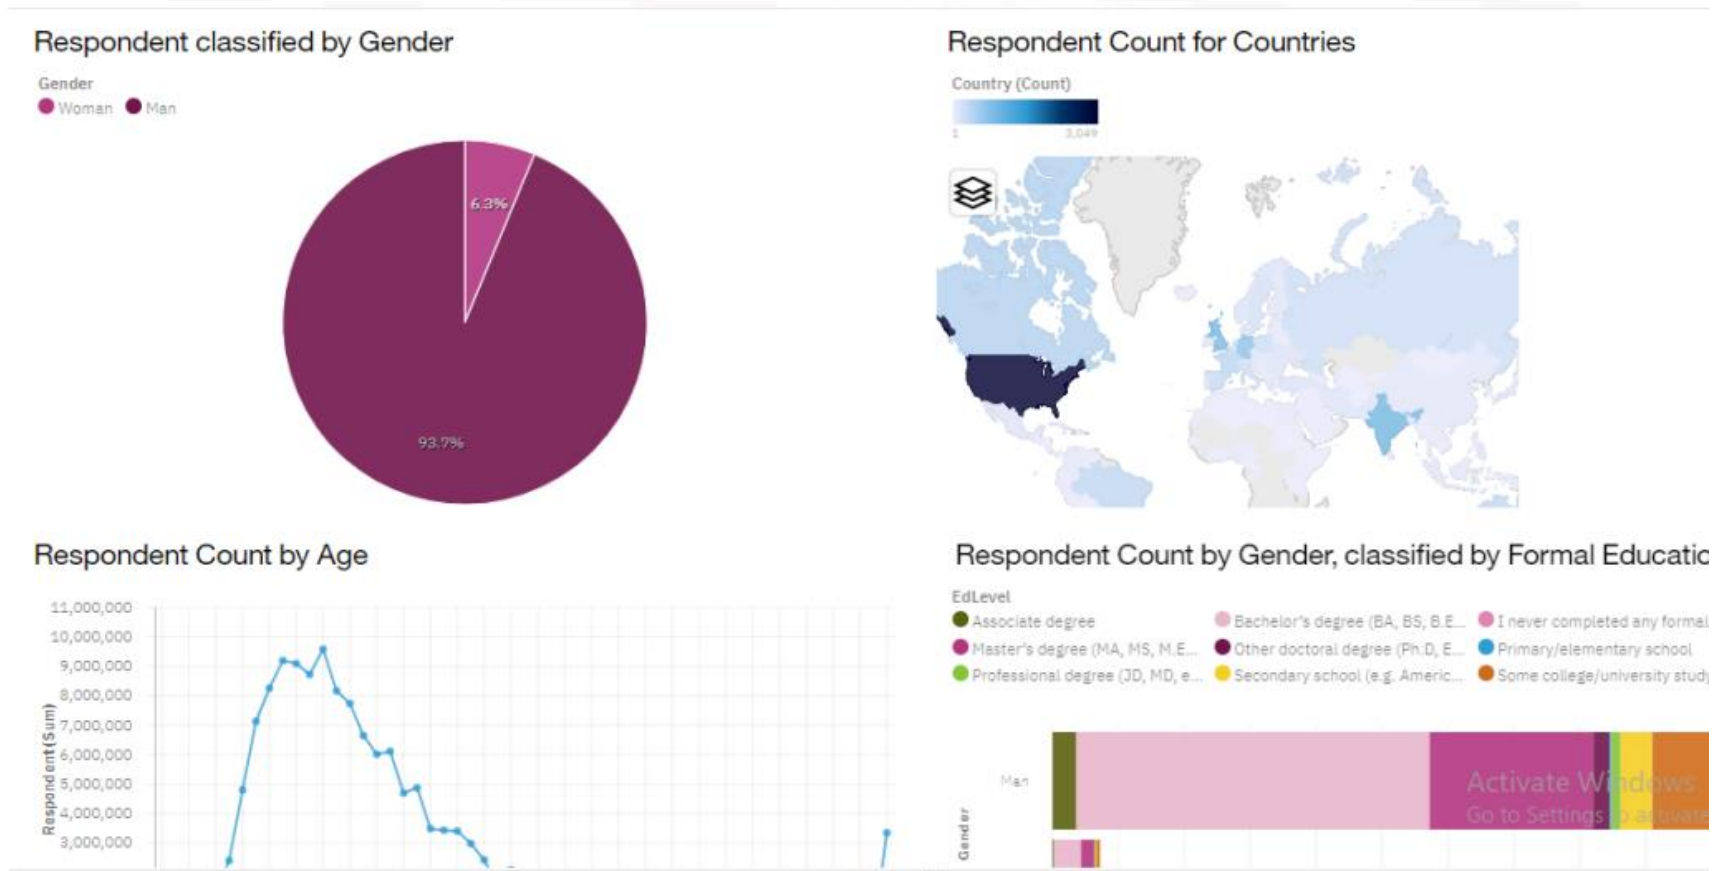 Respondent classified by Gender
Gender
Woman Man
6.3%
93.7%
Respondent Count for Countries
Country (Count)
1 3,049
Respondent Count by Age
11,000,000
10,000,000
9,000,000
8,000,000
7,000,000
6,000,000
5,000,000
4,000,000
3,000,000
Respondent (Sum)
Respondent Count by Gender, classified by Formal Educatio
EdLevel
Associate degree Bachelor's degree (BA, BS, B.E... I never completed any formal
Master's degree (MA, MS, M.E... Other doctoral degree (Ph.D, E... Primary/elementary school
Professional degree (JD, MD, e... Secondary school (e.g. Americ... Some college/university study
Man
Gender
Activate Windows
Go to Settings to activate